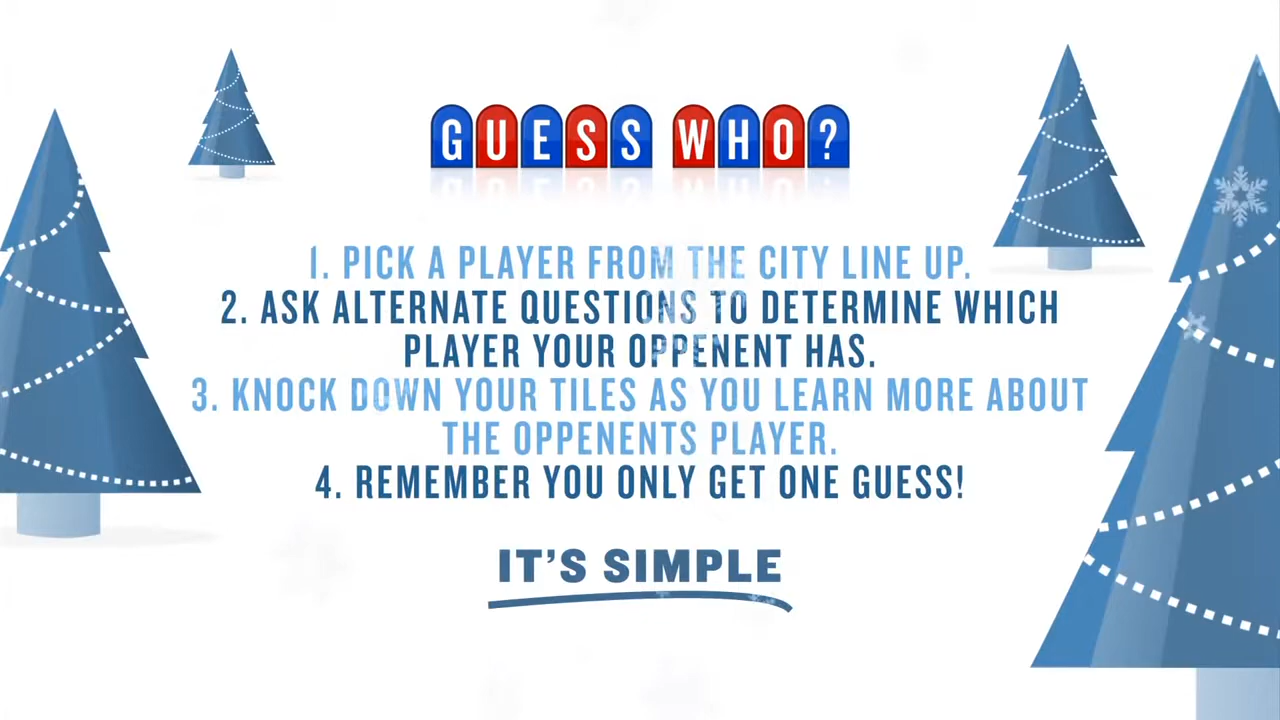 GUESS WHO?
1. PICK A PLAYER FROM THE CITY LINE UP.
2. ASK ALTERNATE QUESTIONS TO DETERMINE WHICH
PLAYER YOUR OPPENENT HAS.
3. KNOCK DOWN YOUR TILES AS YOU LEARN MORE ABOUT
THE OPPENENTS PLAYER.
4. REMEMBER YOU ONLY GET ONE GUESS!
IT'S SIMPLE